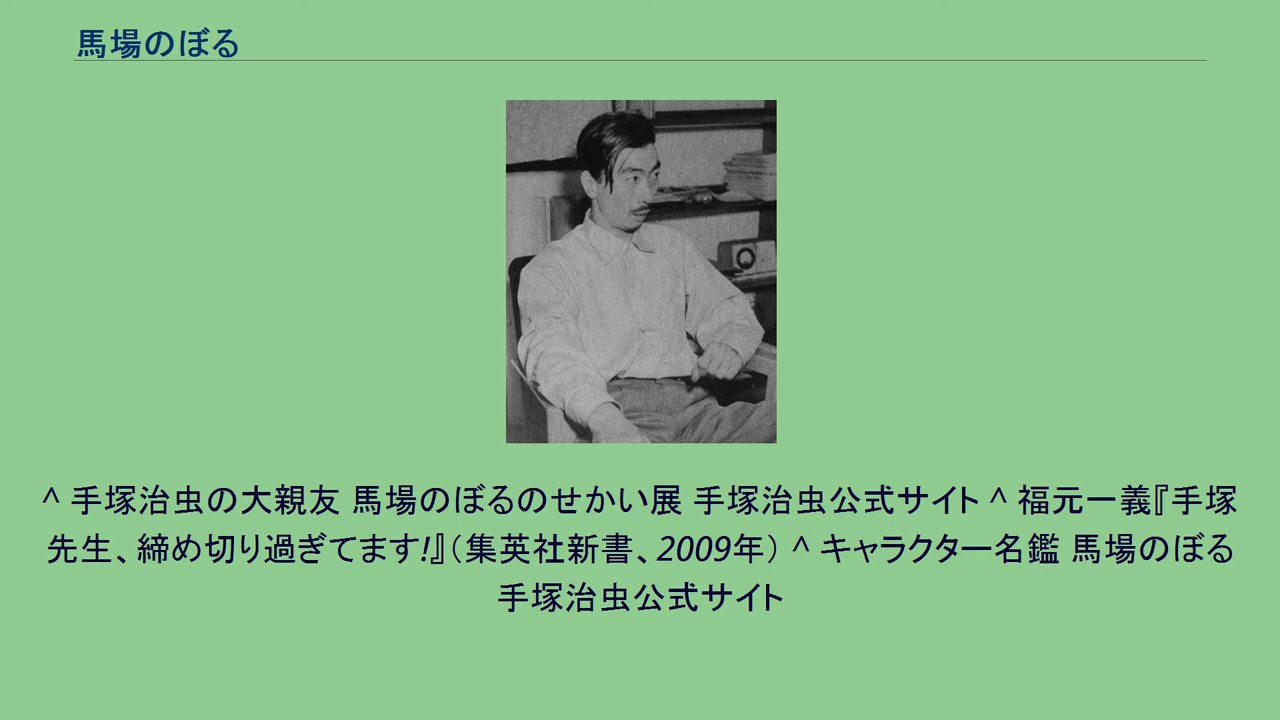 馬場のぼる
^ 手塚治虫の大親友 馬場のぼるのせかい展 手塚治虫公式サイト ^ 福元一義『手塚
先生、締め切り過ぎてます!』（集英社新書、2009年） ^ キャラクター名鑑 馬場のぼる
手塚治虫公式サイト